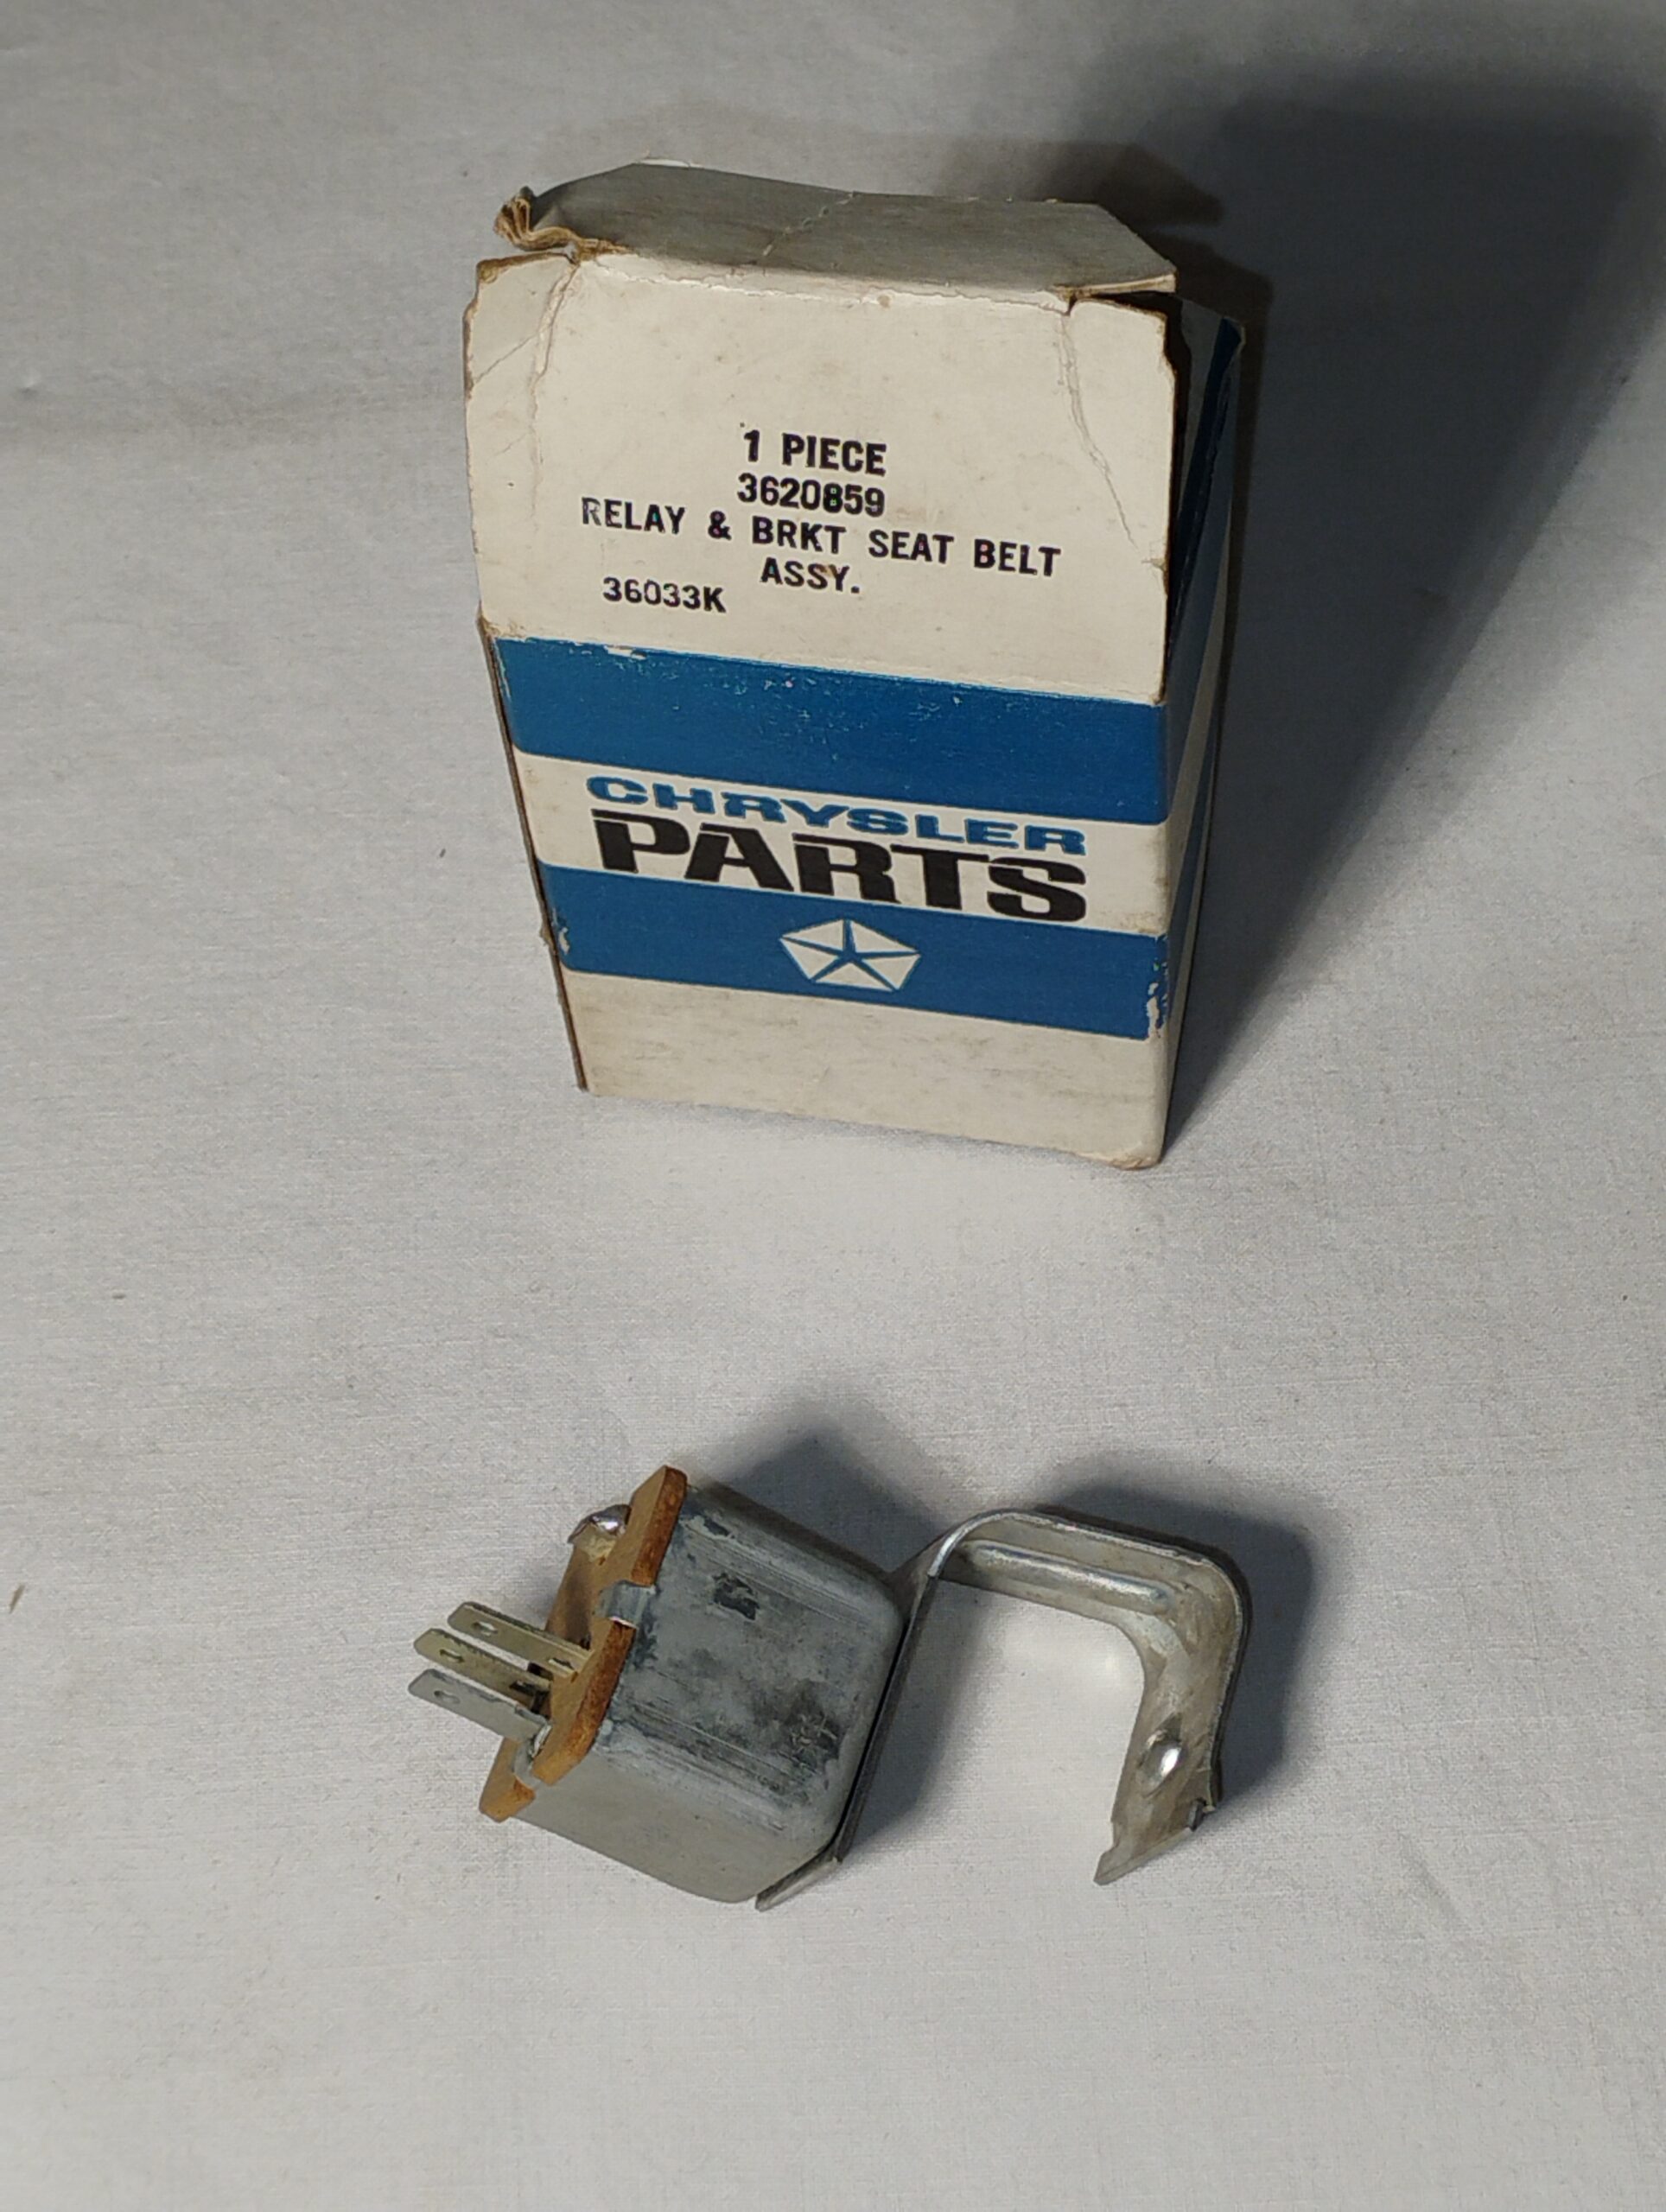 1 PIECE
3620859
RELAY & BRKT SEAT BELT
ASSY.
36033K
CHRYSLER
PARTS